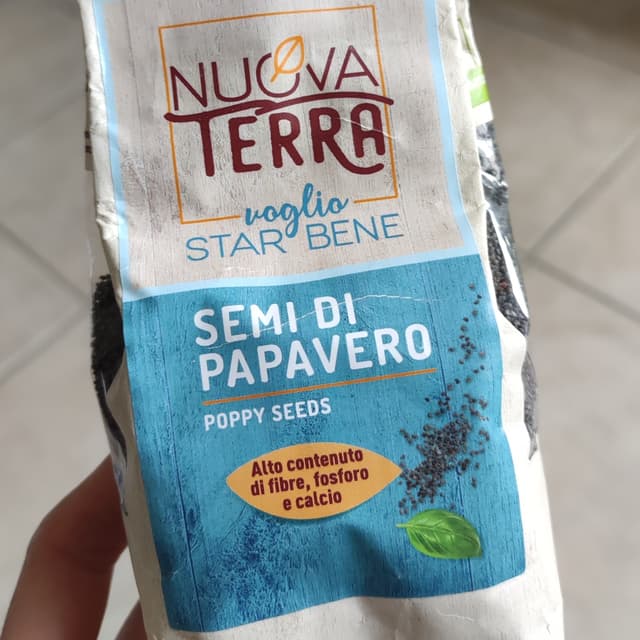 NUOVA
TERRA
voglio
STAR BENE
SEMI DI
PAPAVERO
POPPY SEEDS
Alto contenuto
di fibre, fosforo
e calcio